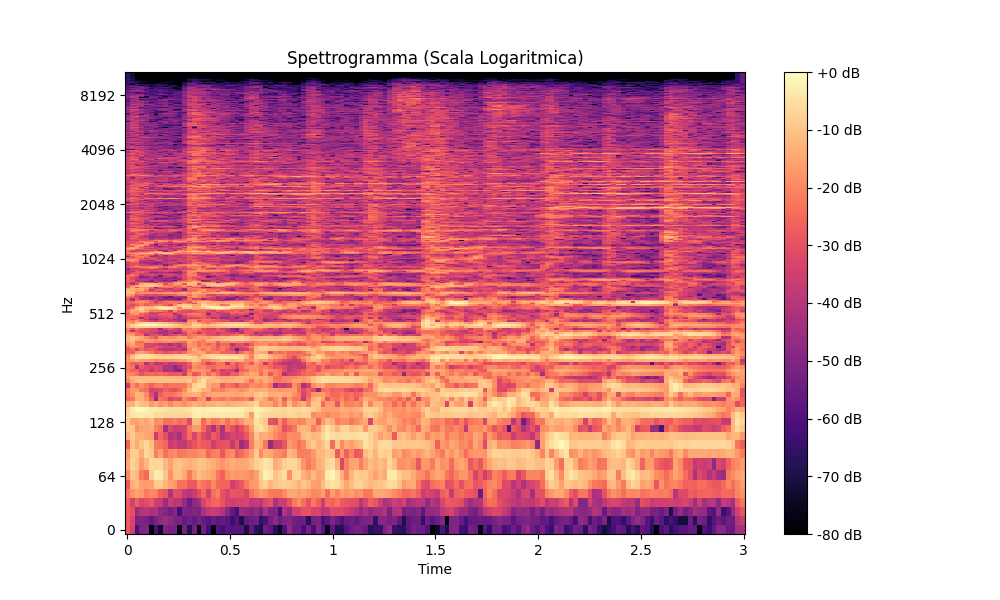 Spettrogramma (Scala Logaritmica)
Hz
8192
4096
2048
1024
512
256
128
64
0
0
0.5
1
1.5
2
2.5
3
Time
+0 dB
-10 dB
-20 dB
-30 dB
-40 dB
-50 dB
-60 dB
-70 dB
-80 dB